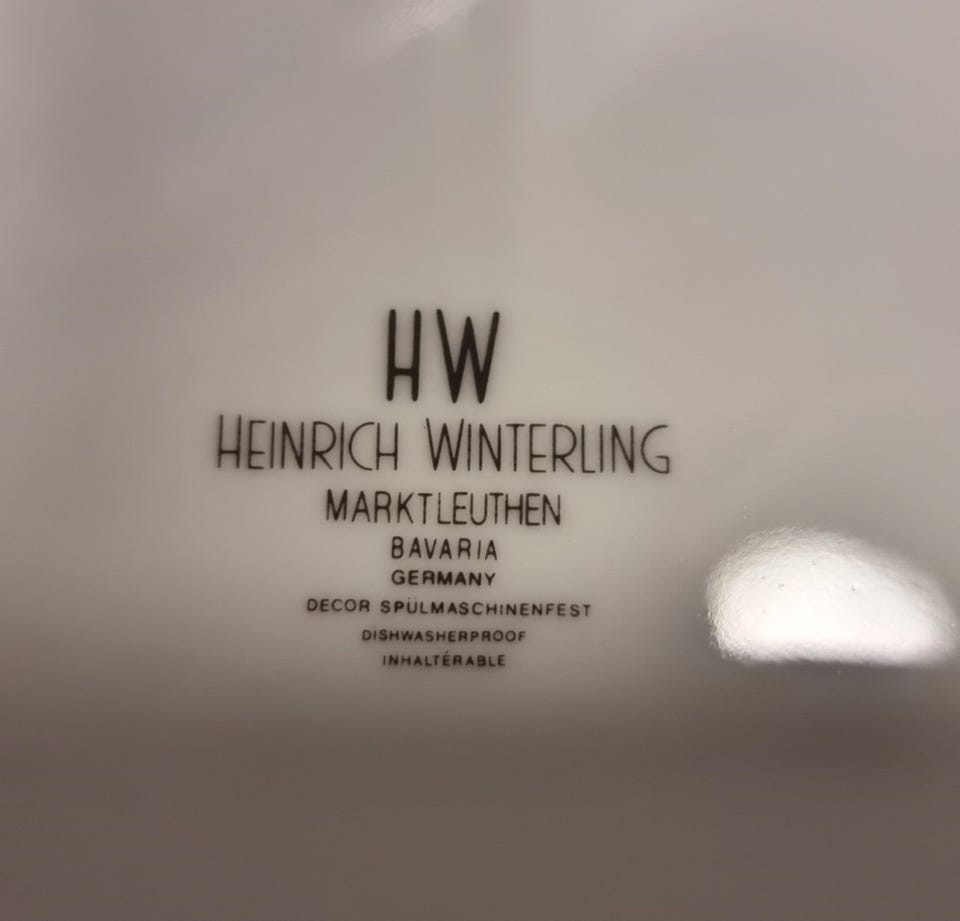 HW
HEINRICH WINTERLING
MARKTLEUTHEN
BAVARIA
GERMANY
DECOR SPÜLMASCHINENFEST
DISHWASHERPROOF
INHALTÉRABLE